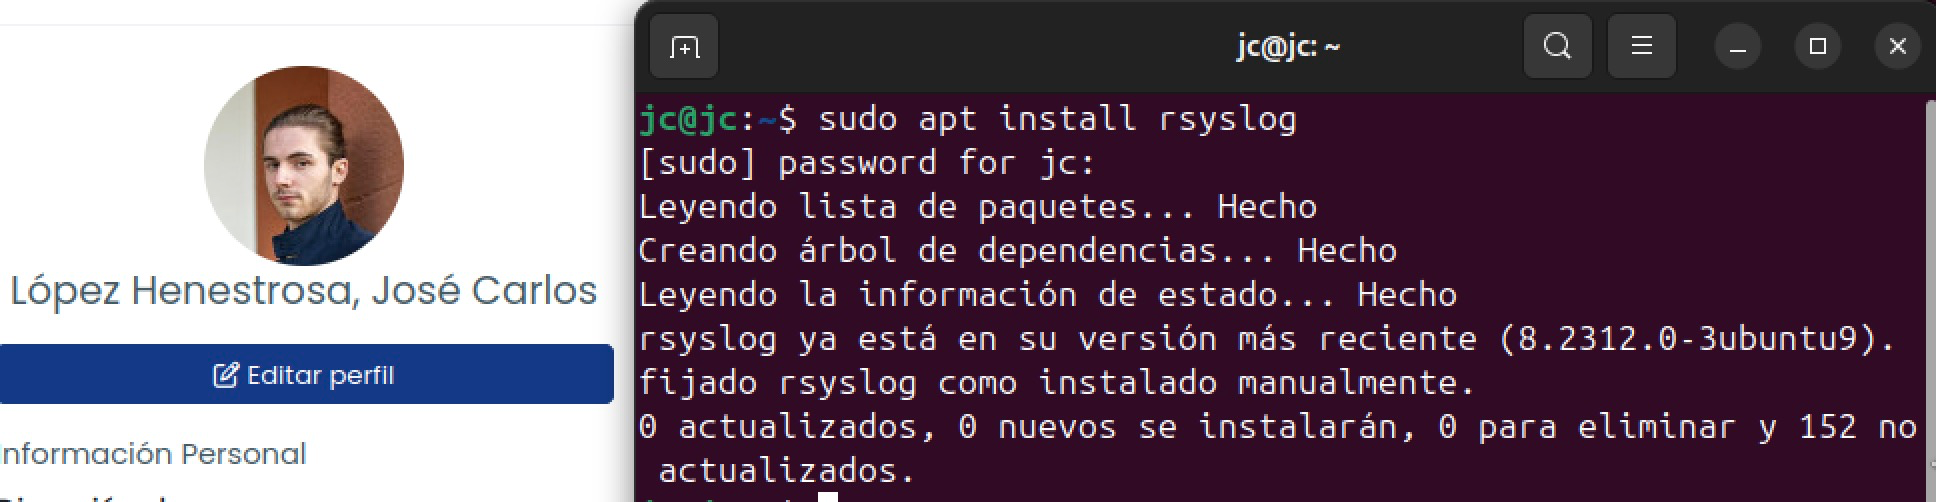 López Henestrosa, José Carlos
Editar perfil
Información Personal
jc@jc: ~
jc@jc:~$ sudo apt install rsyslog
[sudo] password for jc:
Leyendo lista de paquetes... Hecho
Creando árbol de dependencias... Hecho
Leyendo la información de estado... Hecho
rsyslog ya está en su versión más reciente (8.2312.0-3ubuntu9).
fijado rsyslog como instalado manualmente.
0 actualizados, 0 nuevos se instalarán, 0 para eliminar y 152 no
actualizados.